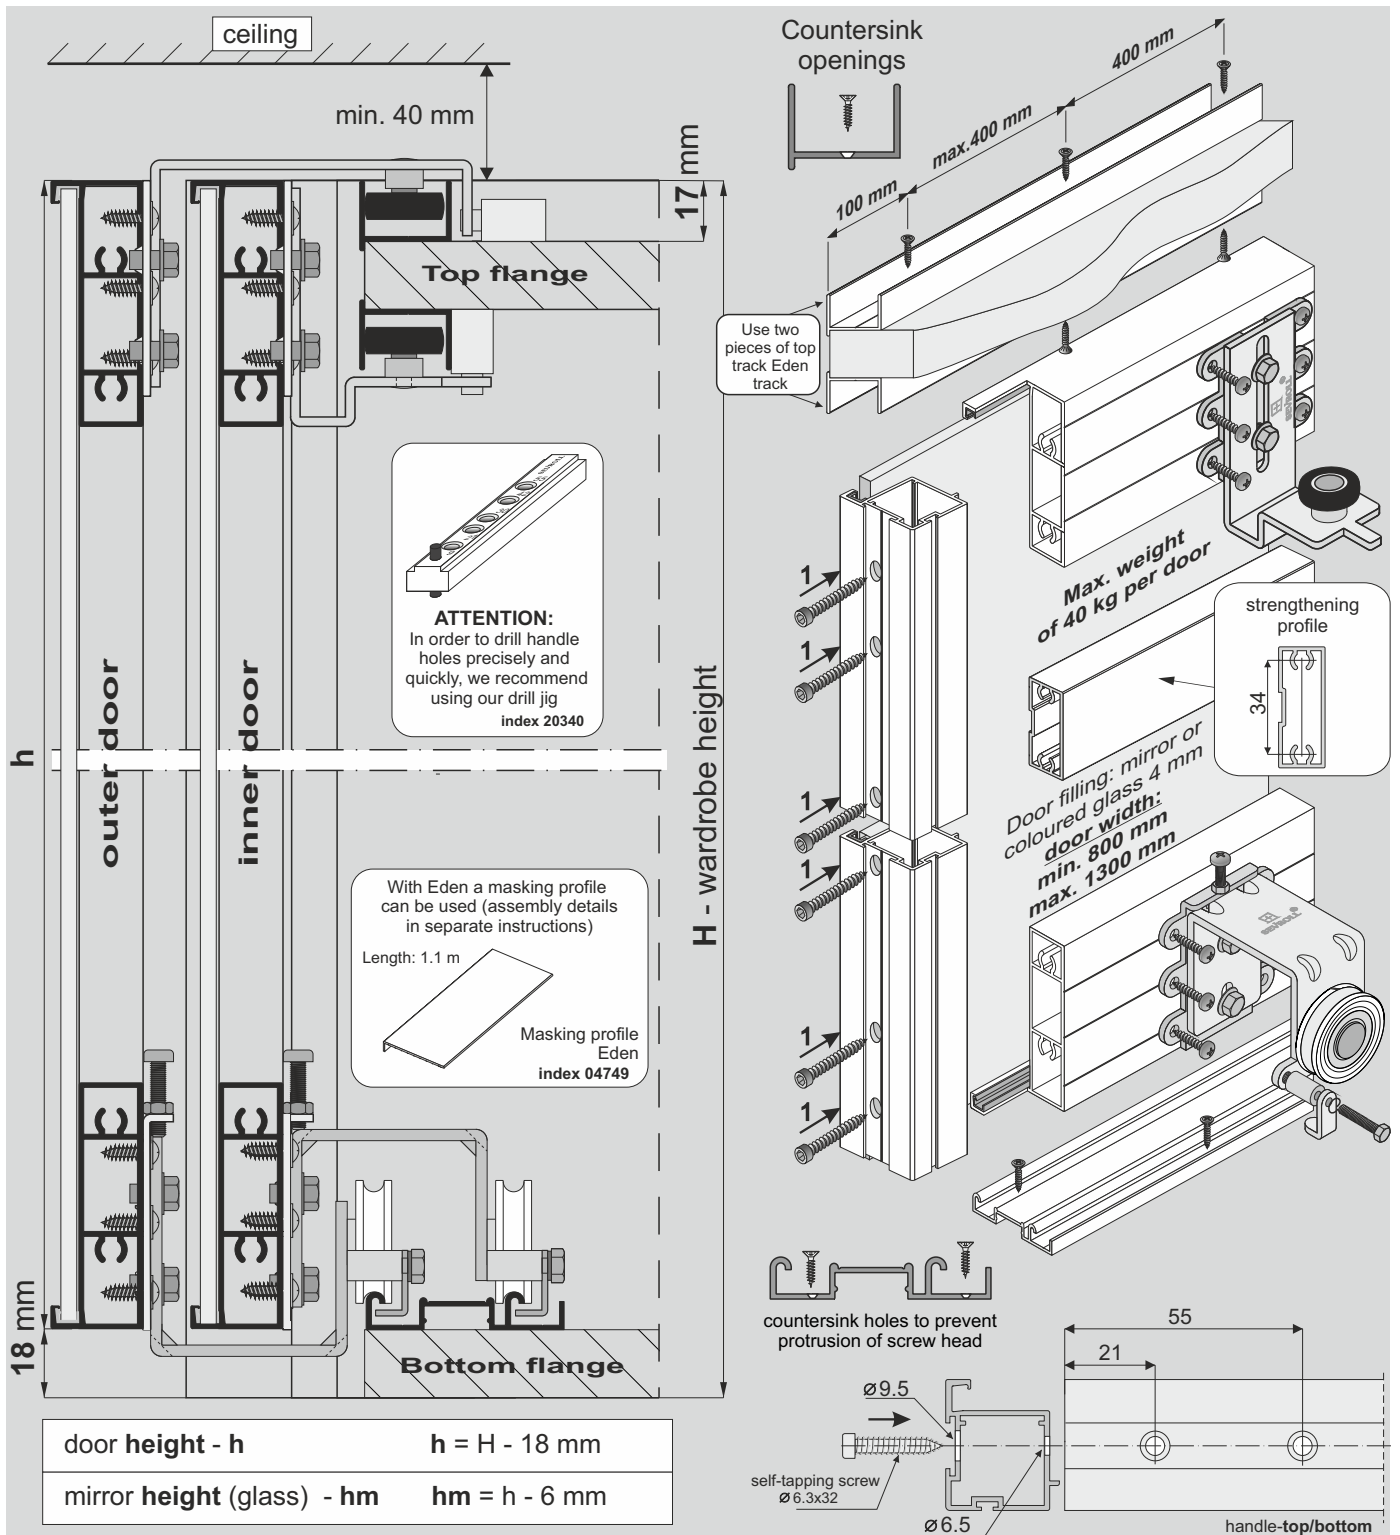 ceiling
min. 40 mm
17 mm
Top flange
ATTENTION:
In order to drill handle
holes precisely and
quickly, we recommend
using our drill jig
index 20340
h
outer door
inner door
H - wardrobe height
With Eden a masking profile
can be used (assembly details
in separate instructions)
Length: 1.1 m
Masking profile
Eden
index 04749
18 mm
Bottom flange
door height - h h = H - 18 mm
mirror height (glass) - hm hm = h - 6 mm
Countersink
openings
400 mm
max.400 mm
100 mm
Use two
pieces of top
track Eden
track
SEVROLL
Max. weight
of 40 kg per door
strengthening
profile
34
1
1
1
1
1
1
Door filling: mirror or
coloured glass 4 mm
door width:
min. 800 mm
max. 1300 mm
SEVROLL
countersink holes to prevent
protrusion of screw head
55
21
ø9.5
self-tapping screw
ø 6.3x32
ø6.5
handle-top/bottom